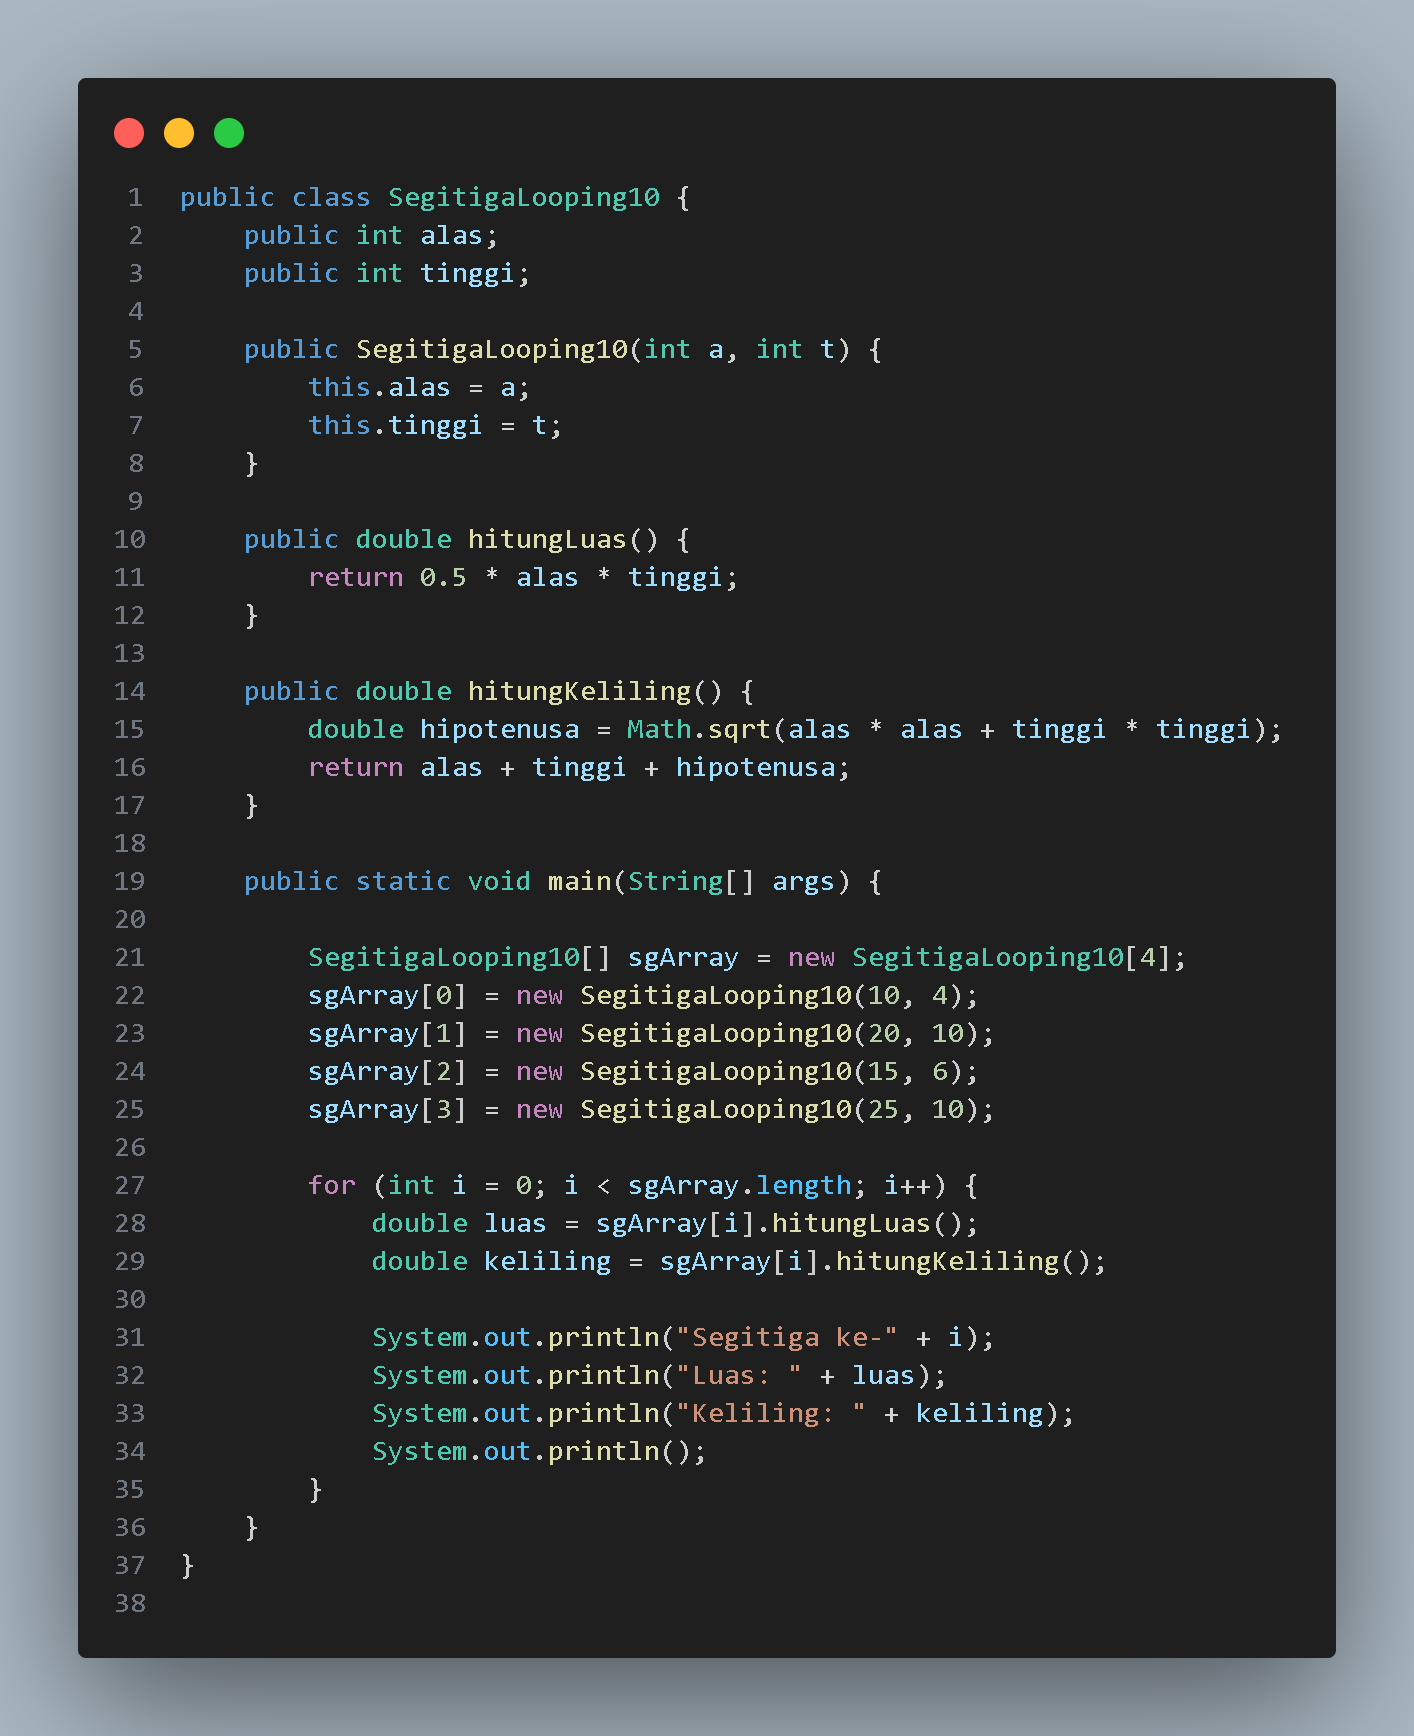 1 public class SegitigaLooping10 {
2     public int alas;
3     public int tinggi;
4
5     public SegitigaLooping10(int a, int t) {
6         this.alas = a;
7         this.tinggi = t;
8     }
9
10     public double hitungLuas() {
11         return 0.5 * alas * tinggi;
12     }
13
14     public double hitungKeliling() {
15         double hipotenusa = Math.sqrt(alas * alas + tinggi * tinggi);
16         return alas + tinggi + hipotenusa;
17     }
18
19     public static void main(String[] args) {
20
21         SegitigaLooping10[] sgArray = new SegitigaLooping10[4];
22         sgArray[0] = new SegitigaLooping10(10, 4);
23         sgArray[1] = new SegitigaLooping10(20, 10);
24         sgArray[2] = new SegitigaLooping10(15, 6);
25         sgArray[3] = new SegitigaLooping10(25, 10);
26
27         for (int i = 0; i < sgArray.length; i++) {
28             double luas = sgArray[i].hitungLuas();
29             double keliling = sgArray[i].hitungKeliling();
30
31             System.out.println("Segitiga ke-" + i);
32             System.out.println("Luas: " + luas);
33             System.out.println("Keliling: " + keliling);
34             System.out.println();
35         }
36     }
37 }
38